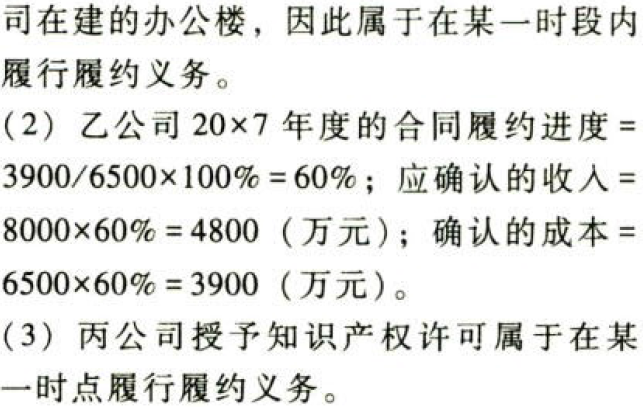 司在建的办公楼，因此属于在某一时段内
履行履约义务。
(2) 乙公司20×7年度的合同履约进度=
3900/6500×100%=60%；应确认的收入=
8000×60%=4800（万元）；确认的成本=
6500×60%=3900（万元）。
(3) 丙公司授予知识产权许可属于在某
一时点履行履约义务。